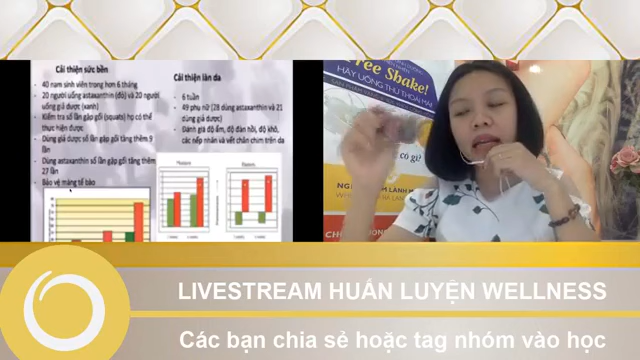 Cải thiện sức bền
- 40 nam sinh viên trong hơn 6 tháng
- 20 người uống astaxanthin (đỏ) và 20 người uống giả dược (xanh)
- Kiểm tra số lần gập gối (squats) họ có thể thực hiện được
- Dùng giả dược số lần gập gối tăng thêm 9 lần
- Dùng astaxanthin số lần gập gối tăng thêm 27 lần
- Bảo vệ màng tế bào
Cải thiện làn da
- 6 tuần
- 49 phụ nữ (28 dùng astaxanthin và 21 dùng giả dược)
- Đánh giá độ ẩm, độ đàn hồi, độ khô, các nếp nhăn và vết chân chim trên da
Free Shake!
HÃY UỐNG THỬ THOẢI MÁI
LIVESTREAM HUẤN LUYỆN WELLNESS
Các bạn chia sẻ hoặc tag nhóm vào học